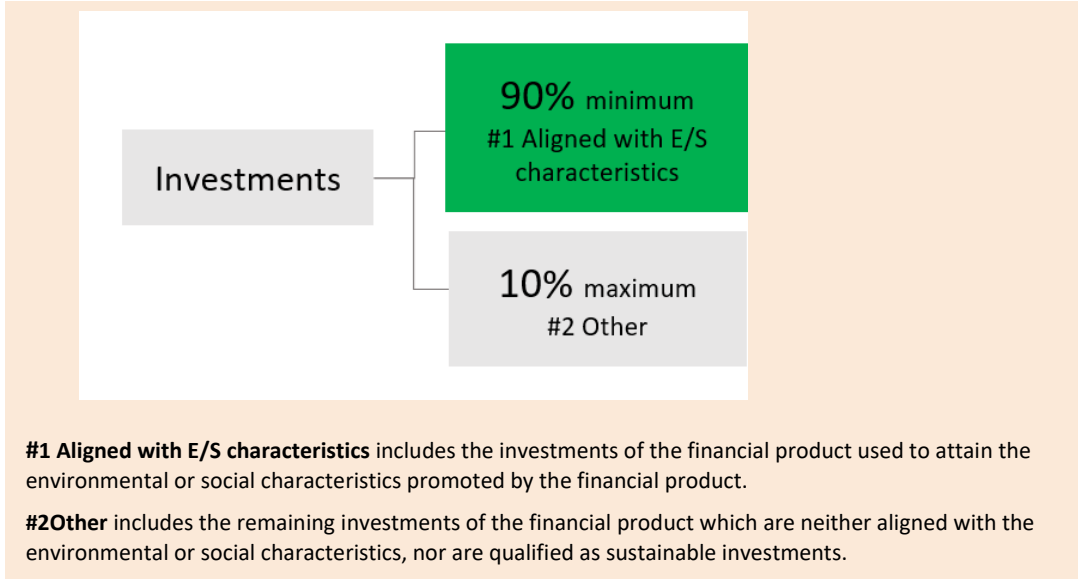 Investments
90% minimum
#1 Aligned with E/S
characteristics
10% maximum
#2 Other
#1 Aligned with E/S characteristics includes the investments of the financial product used to attain the
environmental or social characteristics promoted by the financial product.
#2Other includes the remaining investments of the financial product which are neither aligned with the
environmental or social characteristics, nor are qualified as sustainable investments.